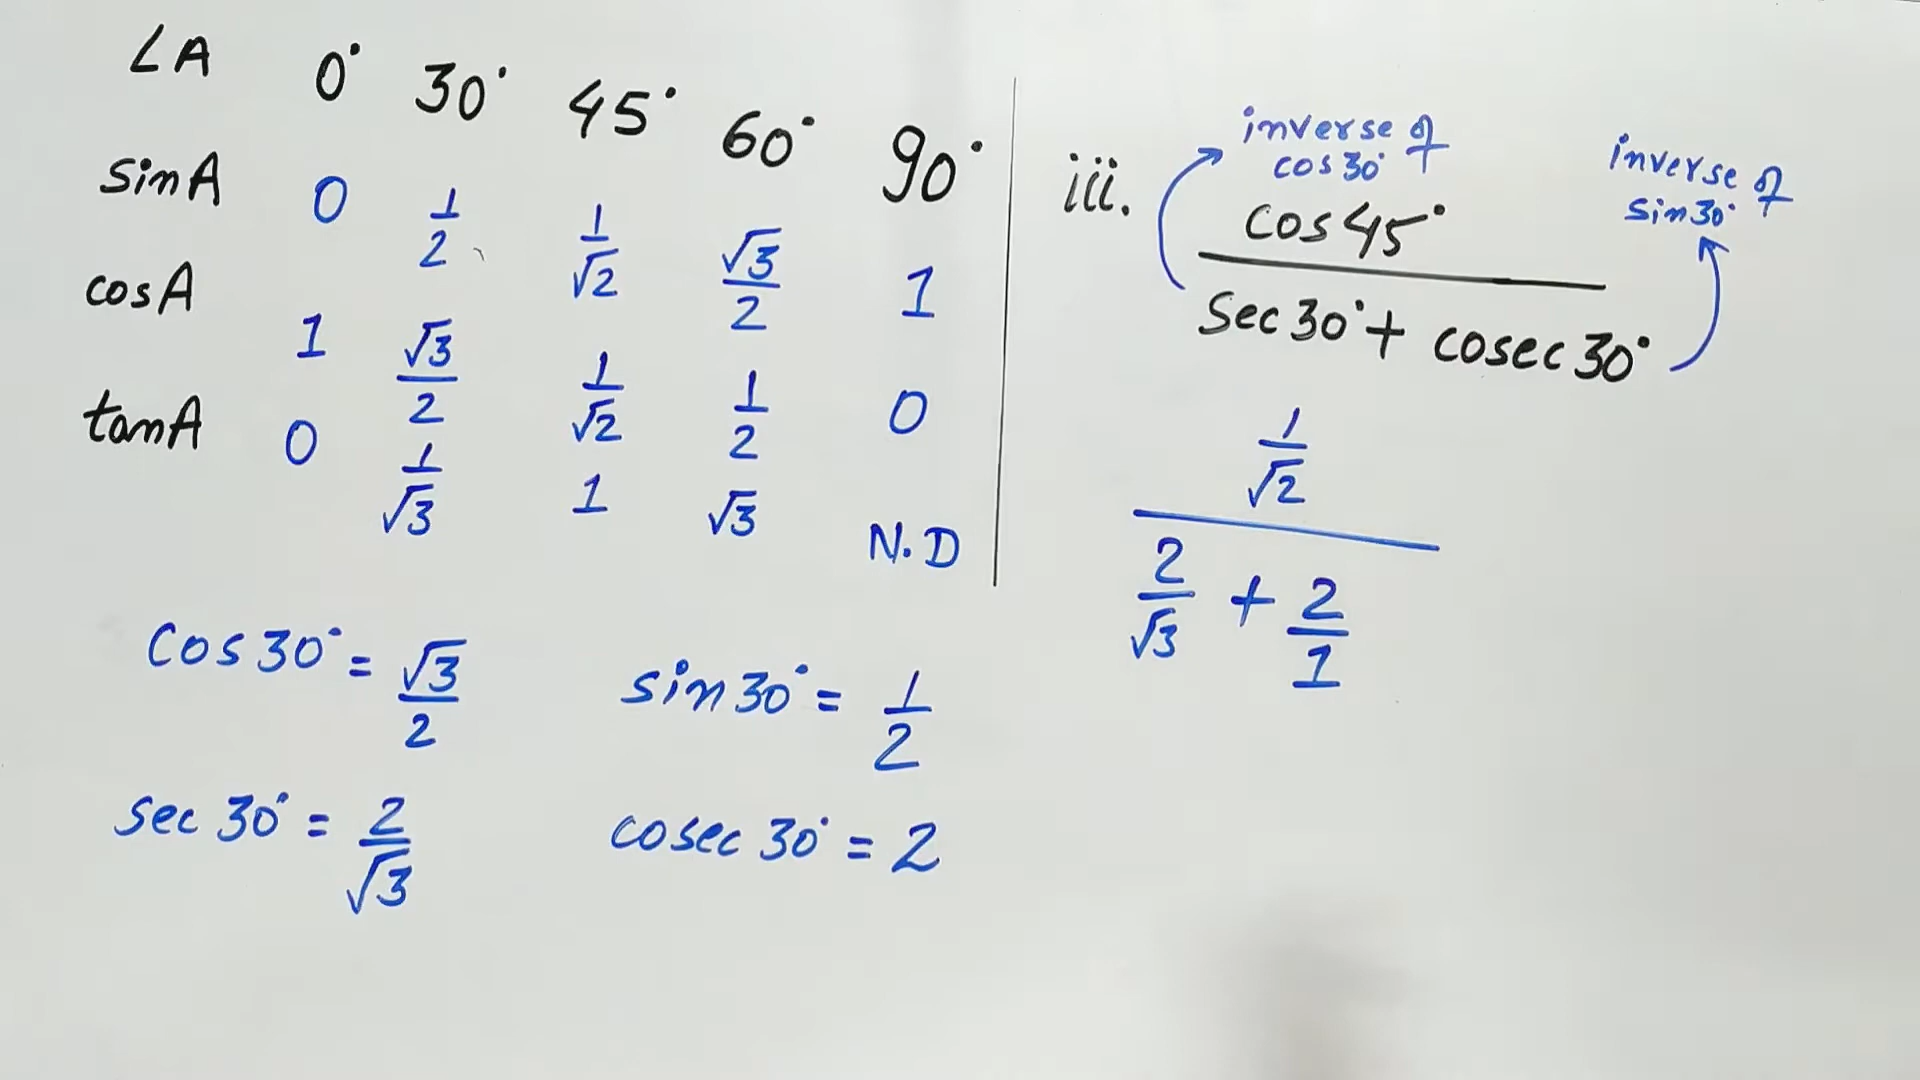 ∠A 0° 30° 45° 60° 90°
sinA 0 1/2 1/√2 √3/2 1
cosA 1 √3/2 1/√2 1/2 0
tanA 0 1/√3 1 √3 N.D
cos30° = √3/2
sin30° = 1/2
sec30° = 2/√3
cosec30° = 2
iii.
inverse of
cos30°
inverse of
sin30°
cos45°
sec30° + cosec30°
1/√2
2/√3 + 2/1